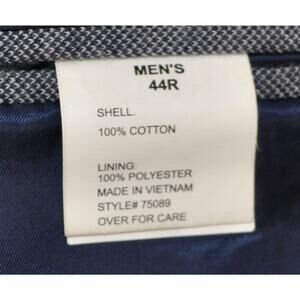 MEN'S
44R
SHELL.
100% COTTON
LINING:
100% POLYESTER
MADE IN VIETNAM
STYLE# 75089
OVER FOR CARE